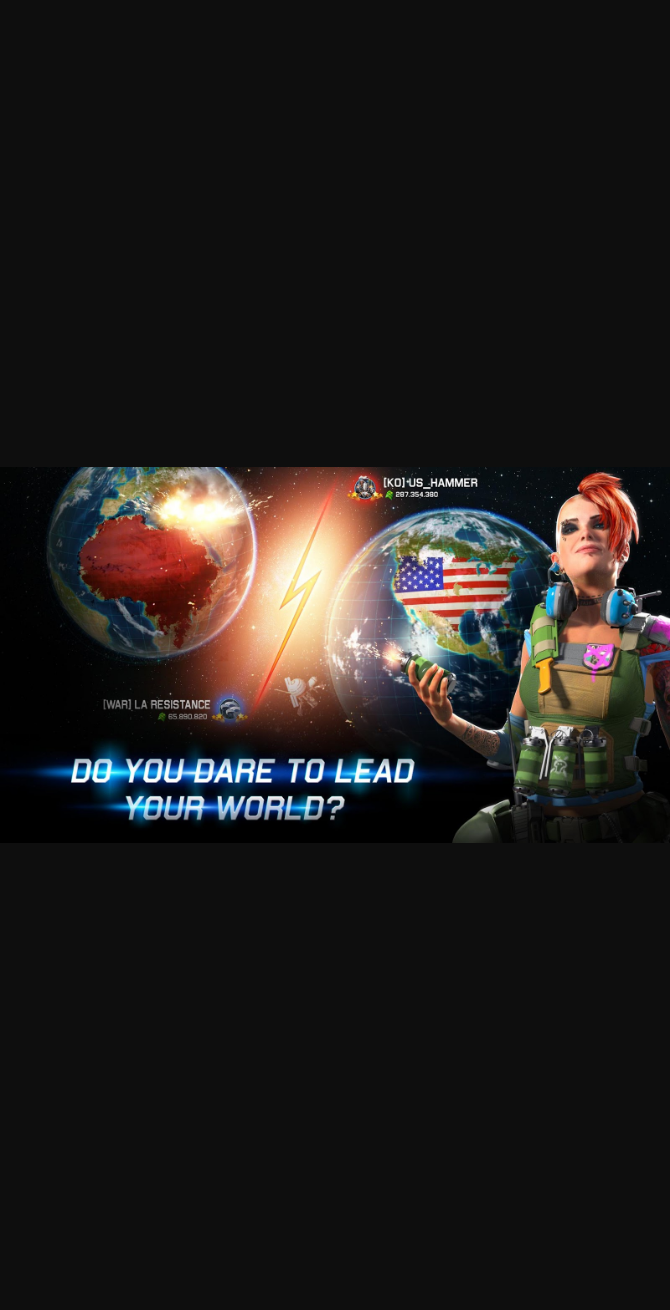 [KO] US_HAMMER
287.354.380
[WAR] LA RESISTANCE
65.890.820
DO YOU DARE TO LEAD
YOUR WORLD?